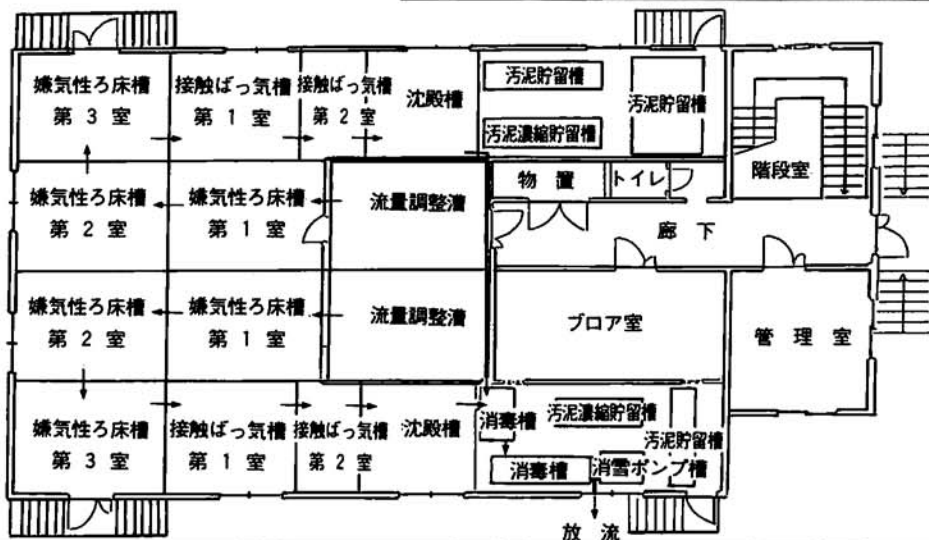 嫌気性ろ床槽
第 3 室
接触ばっ気槽
第 1 室
接触ばっ気槽
第 2 室
沈殿槽
汚泥貯留槽
汚泥濃縮貯留槽
汚泥貯留槽
階段室
嫌気性ろ床槽
第 2 室
嫌気性ろ床槽
第 1 室
流量調整漕
物 置
トイレ
廊 下
嫌気性ろ床槽
第 2 室
嫌気性ろ床槽
第 1 室
流量調整漕
ブロア室
管 理 室
嫌気性ろ床槽
第 3 室
接触ばっ気槽
第 1 室
接触ばっ気槽
第 2 室
沈殿槽
消毒槽
汚泥濃縮貯留槽
汚泥貯留槽
消毒槽
消雪ポンプ槽
放 流